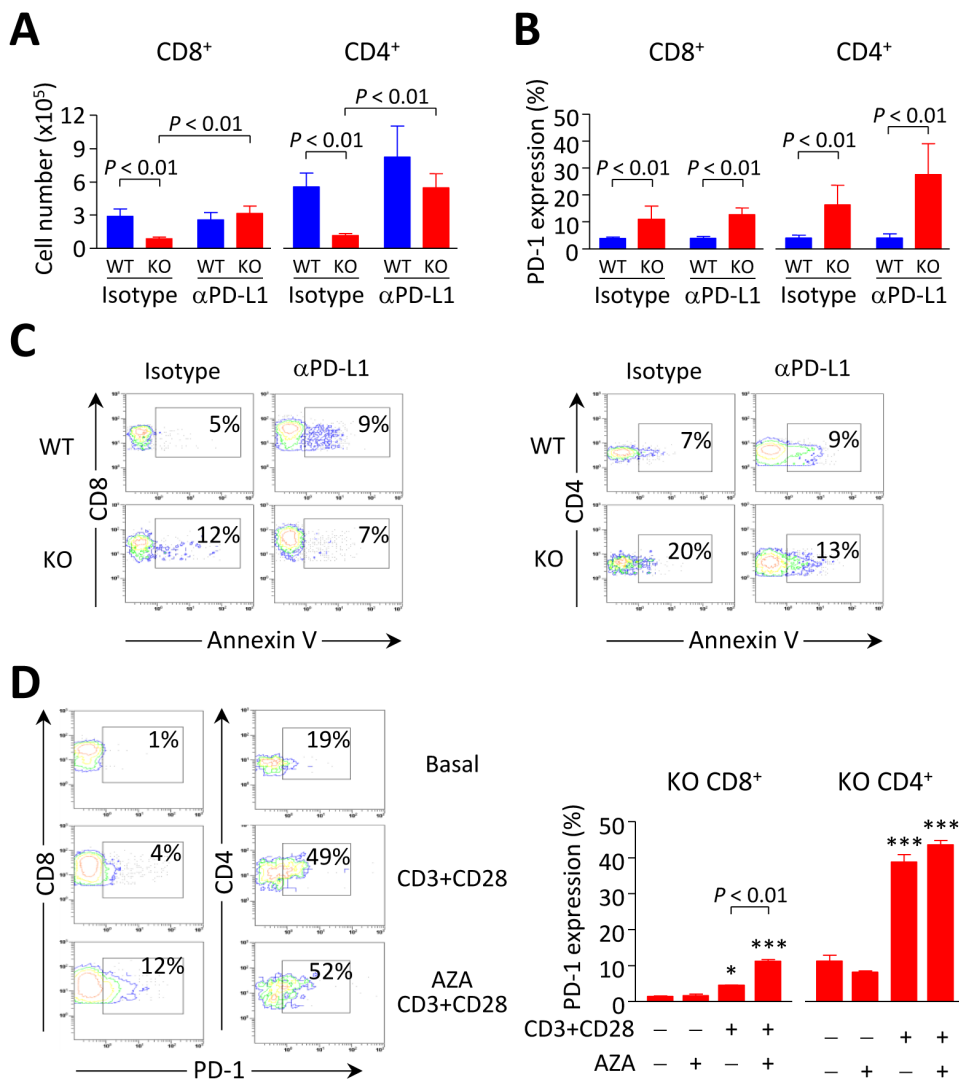 A
CD8⁺ CD4⁺
Cell number (x10⁵)
12
9
6
3
0
P < 0.01 P < 0.01
P < 0.01 P < 0.01
WT KO WT KO WT KO WT KO
Isotype αPD-L1 Isotype αPD-L1
B
CD8⁺ CD4⁺
PD-1 expression (%)
50
40
30
20
10
0
P < 0.01 P < 0.01 P < 0.01 P < 0.01
WT KO WT KO WT KO WT KO
Isotype αPD-L1 Isotype αPD-L1
C
Isotype αPD-L1
WT
5% 9%
CD8
KO
12% 7%
Annexin V
Isotype αPD-L1
WT
7% 9%
CD4
KO
20% 13%
Annexin V
D
CD8
CD4
1% 19% Basal
4% 49% CD3+CD28
12% 52% AZA
CD3+CD28
PD-1
KO CD8⁺ KO CD4⁺
PD-1 expression (%)
50
40
30
20
10
0
P < 0.01
* *** *** ***
CD3+CD28 – – + + – – + +
AZA – + – + – + – +